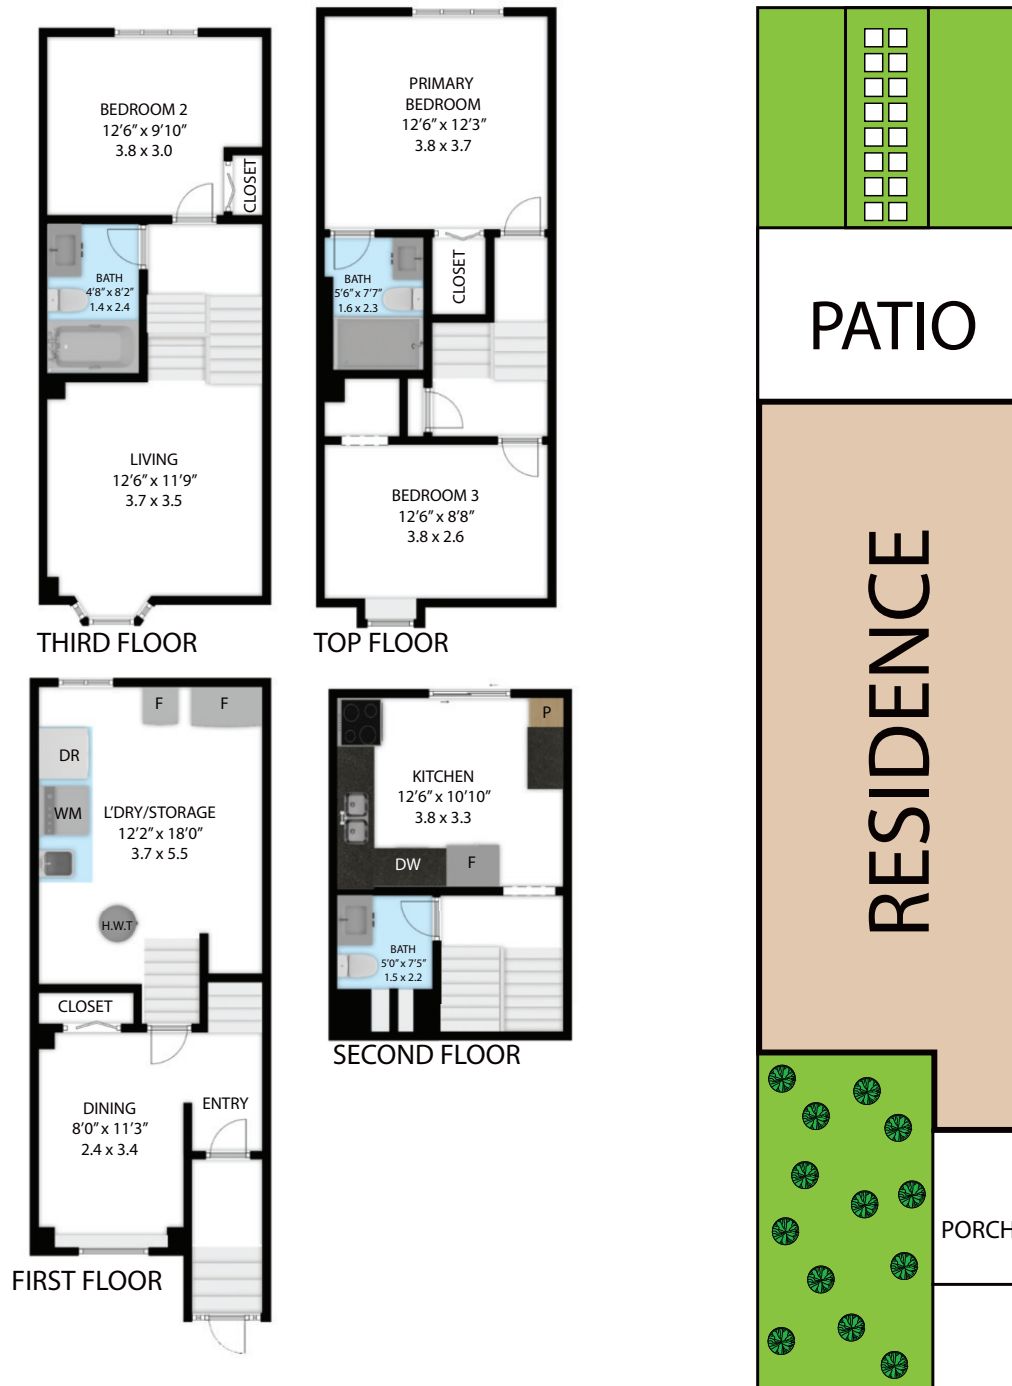 BEDROOM 2
12'6" x 9'10"
3.8 x 3.0
CLOSET
BATH
4'8" x 8'2"
1.4 x 2.4
LIVING
12'6" x 11'9"
3.7 x 3.5
THIRD FLOOR
PRIMARY
BEDROOM
12'6" x 12'3"
3.8 x 3.7
BATH
5'6" x 7'7"
1.6 x 2.3
CLOSET
BEDROOM 3
12'6" x 8'8"
3.8 x 2.6
TOP FLOOR
F
F
DR
WM
L'DRY/STORAGE
12'2" x 18'0"
3.7 x 5.5
H.W.T
CLOSET
DINING
8'0" x 11'3"
2.4 x 3.4
ENTRY
FIRST FLOOR
P
KITCHEN
12'6" x 10'10"
3.8 x 3.3
DW
F
BATH
5'0" x 7'5"
1.5 x 2.2
SECOND FLOOR
PATIO
RESIDENCE
PORCH